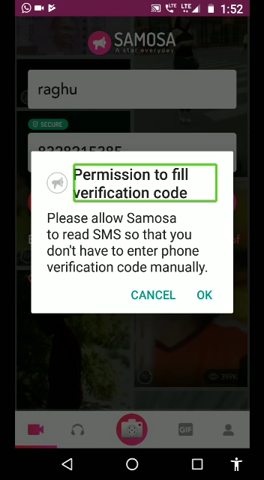 1:52
SAMOSA
A star everyday
raghu
SECURE
Permission to fill
verification code
Please allow Samosa
to read SMS so that you
don't have to enter phone
verification code manually.
CANCEL
OK
GIF